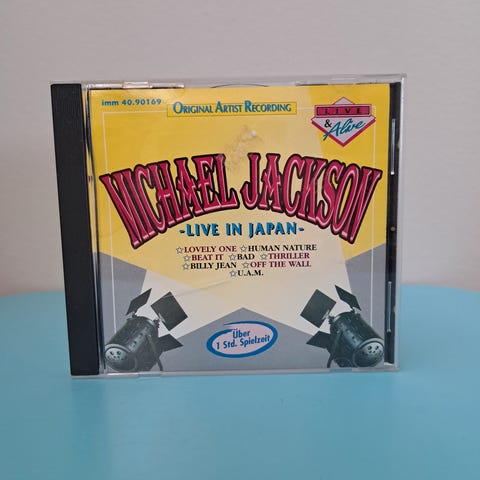 imm 40.90169
ORIGINAL ARTIST RECORDING
LIVE
& Alive
MICHAEL JACKSON
-LIVE IN JAPAN-
☆LOVELY ONE ☆HUMAN NATURE
☆BEAT IT ☆BAD ☆THRILLER
☆BILLY JEAN ☆OFF THE WALL
☆U.A.M.
Über
1 Std. Spielzeit